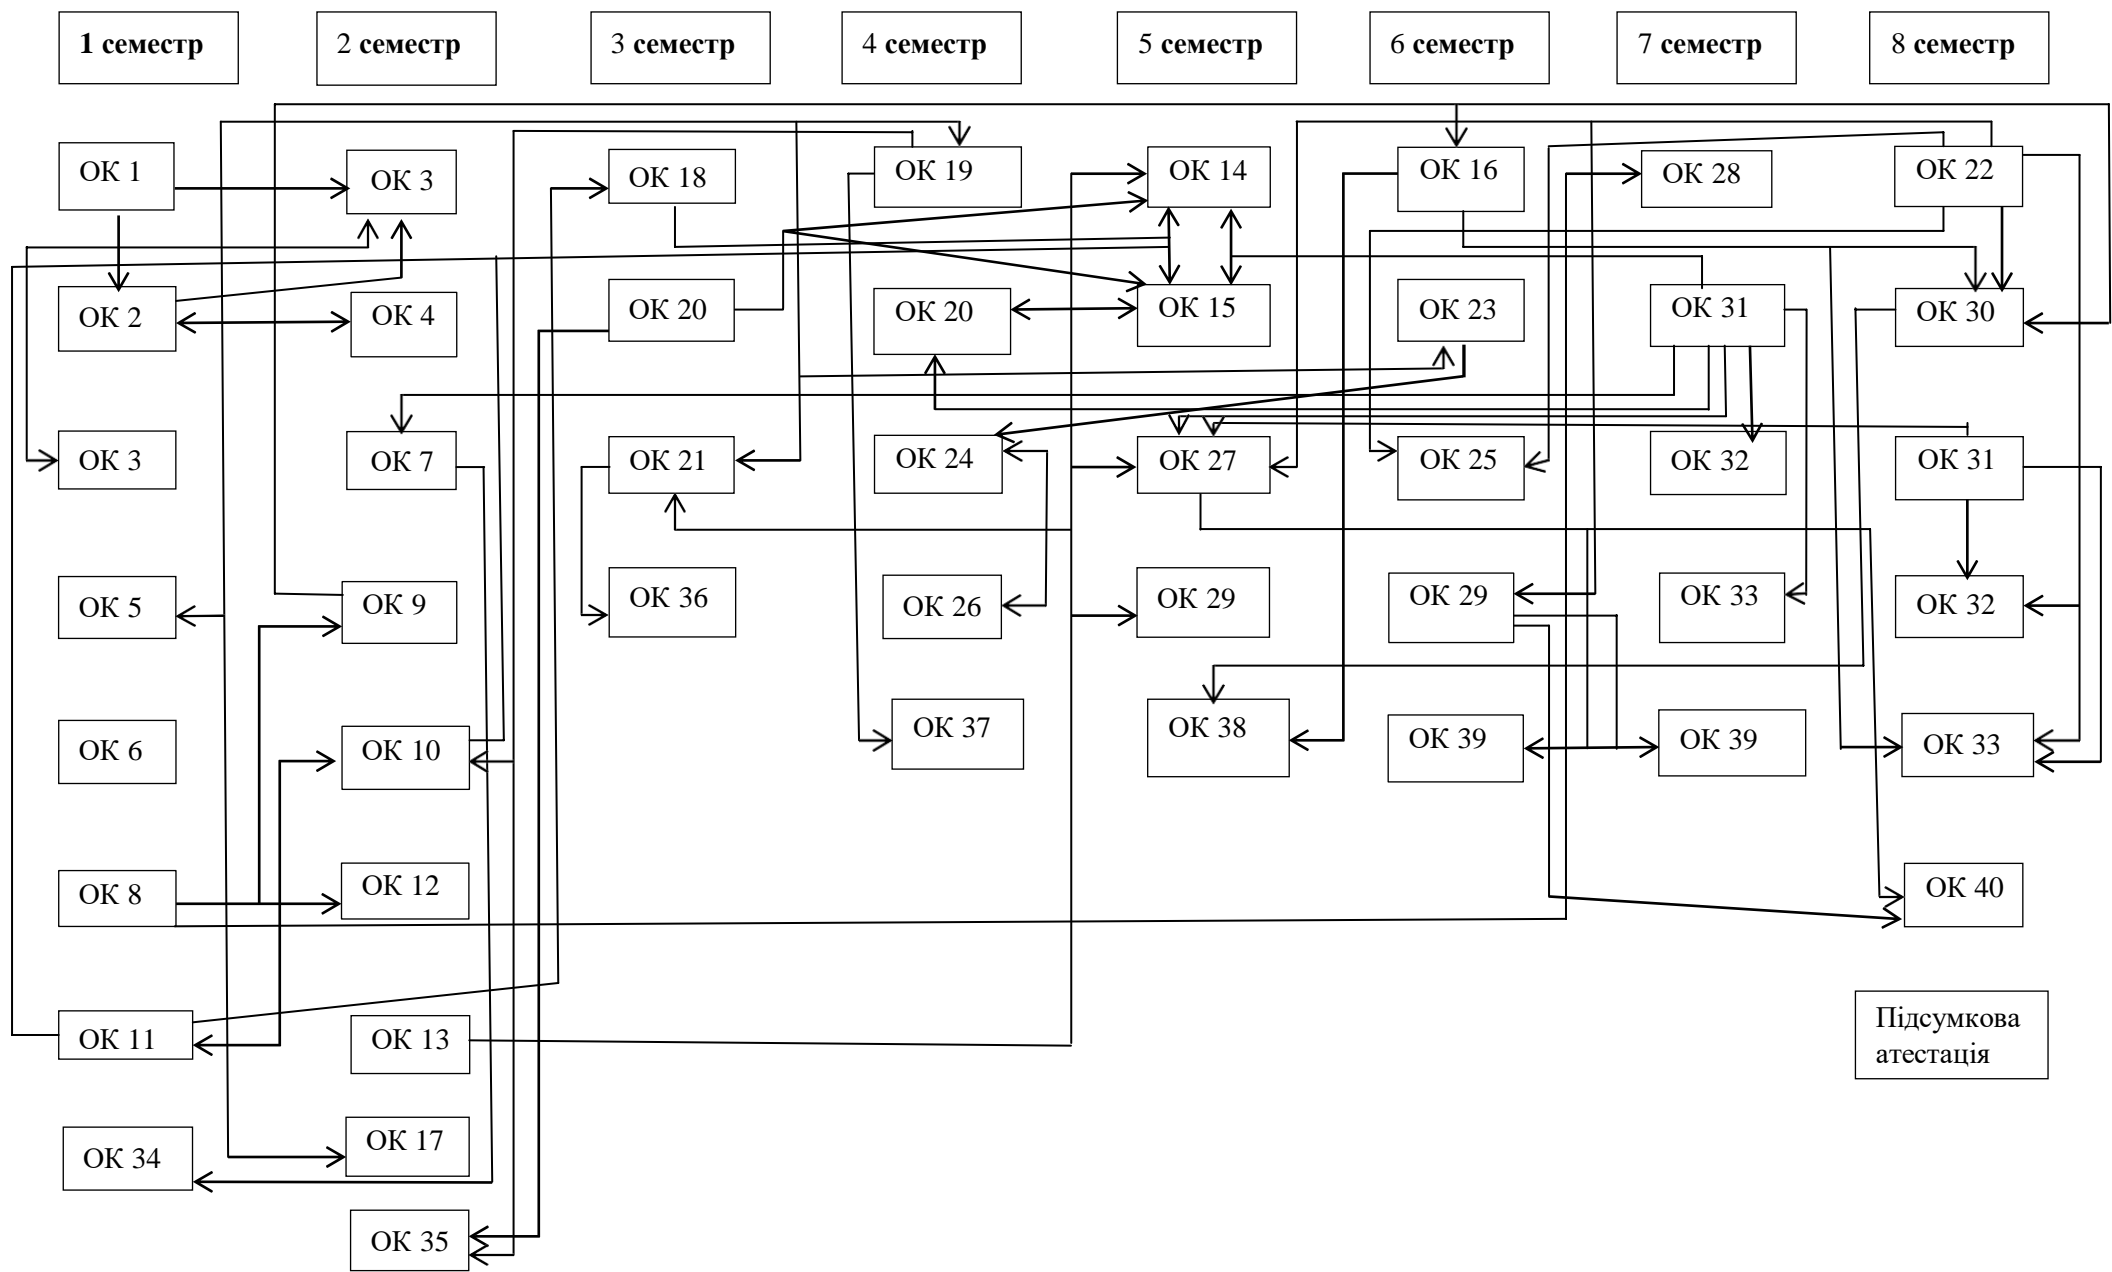 1 семестр
2 семестр
3 семестр
4 семестр
5 семестр
6 семестр
7 семестр
8 семестр
ОК 1
ОК 3
ОК 18
ОК 19
ОК 14
ОК 16
ОК 28
ОК 22
ОК 2
ОК 4
ОК 20
ОК 20
ОК 15
ОК 23
ОК 31
ОК 30
ОК 3
ОК 7
ОК 21
ОК 24
ОК 27
ОК 25
ОК 32
ОК 31
ОК 5
ОК 9
ОК 36
ОК 26
ОК 29
ОК 29
ОК 33
ОК 32
ОК 6
ОК 10
ОК 37
ОК 38
ОК 39
ОК 39
ОК 33
ОК 8
ОК 12
ОК 40
ОК 11
ОК 13
Підсумкова
атестація
ОК 34
ОК 17
ОК 35